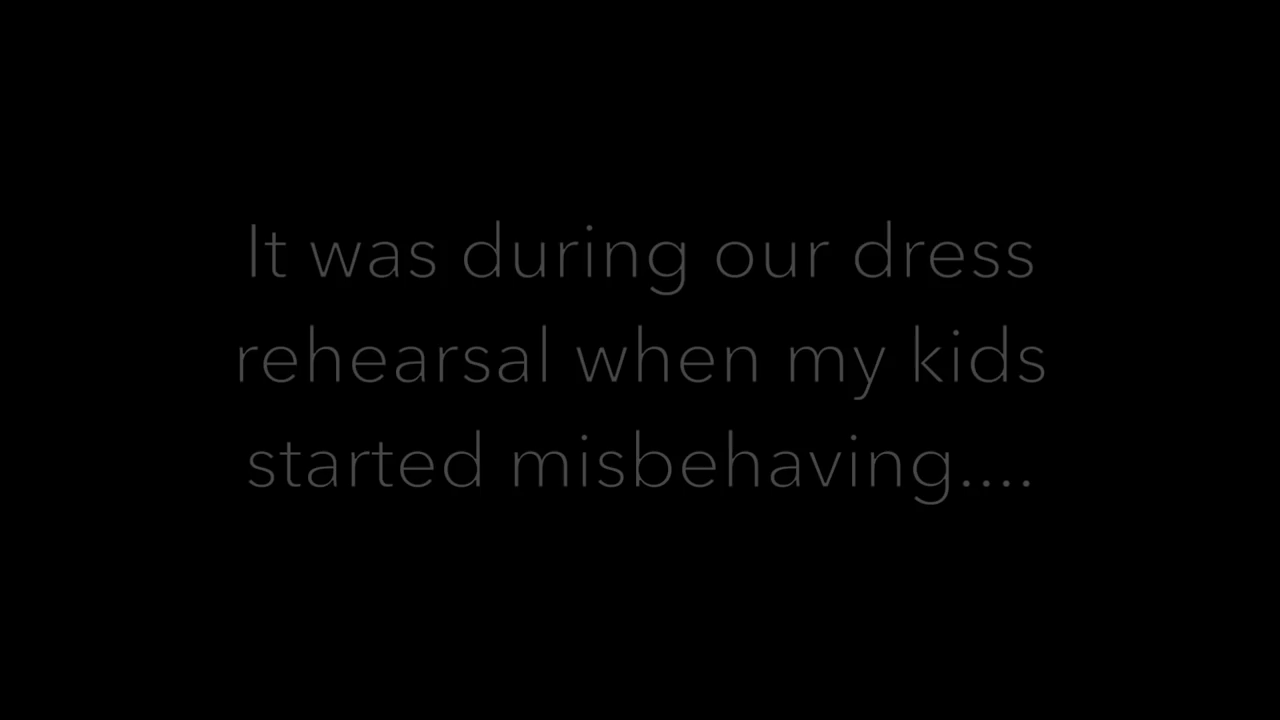 It was during our dress
rehearsal when my kids
started misbehaving....